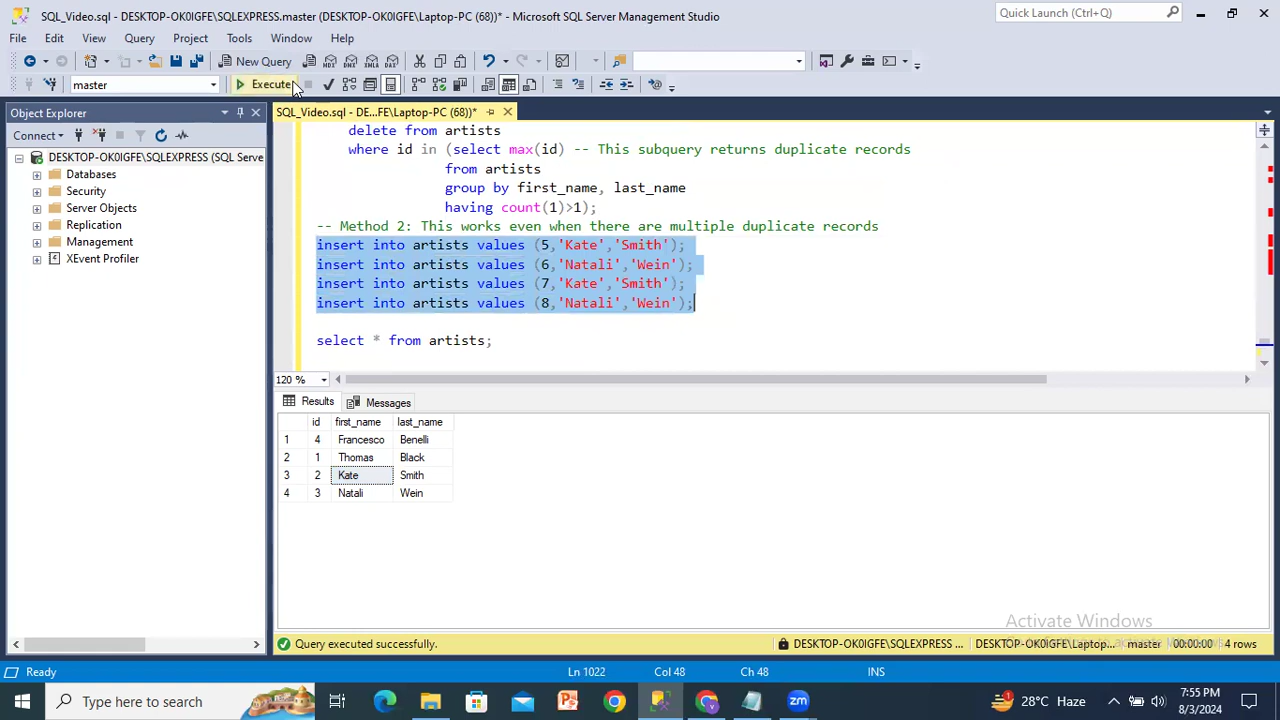 SQL_Video.sql - DESKTOP-OK0IGFE\SQLEXPRESS.master (DESKTOP-OK0IGFE\Laptop-PC (68))* - Microsoft SQL Server Management Studio
Quick Launch (Ctrl+Q)
File Edit View Query Project Tools Window Help
New Query
MDX DMX XMLA DAX
master Execute
Object Explorer
SQL_Video.sql - DE...FE\Laptop-PC (68))*
Connect
DESKTOP-OK0IGFE\SQLEXPRESS (SQL Serve
Databases
Security
Server Objects
Replication
Management
XEvent Profiler
delete from artists
where id in (select max(id) -- This subquery returns duplicate records
from artists
group by first_name, last_name
having count(1)>1);
-- Method 2: This works even when there are multiple duplicate records
insert into artists values (5,'Kate','Smith');
insert into artists values (6,'Natali','Wein');
insert into artists values (7,'Kate','Smith');
insert into artists values (8,'Natali','Wein');
select * from artists;
120 %
Results Messages
id first_name last_name
1 4 Francesco Benelli
2 1 Thomas Black
3 2 Kate Smith
4 3 Natali Wein
Activate Windows
Query executed successfully.
DESKTOP-OK0IGFE\SQLEXPRESS ... DESKTOP-OK0IGFE\Laptop... master 00:00:00 4 rows
Ready Ln 1022 Col 48 Ch 48 INS
Type here to search
28°C Haze
7:55 PM
8/3/2024